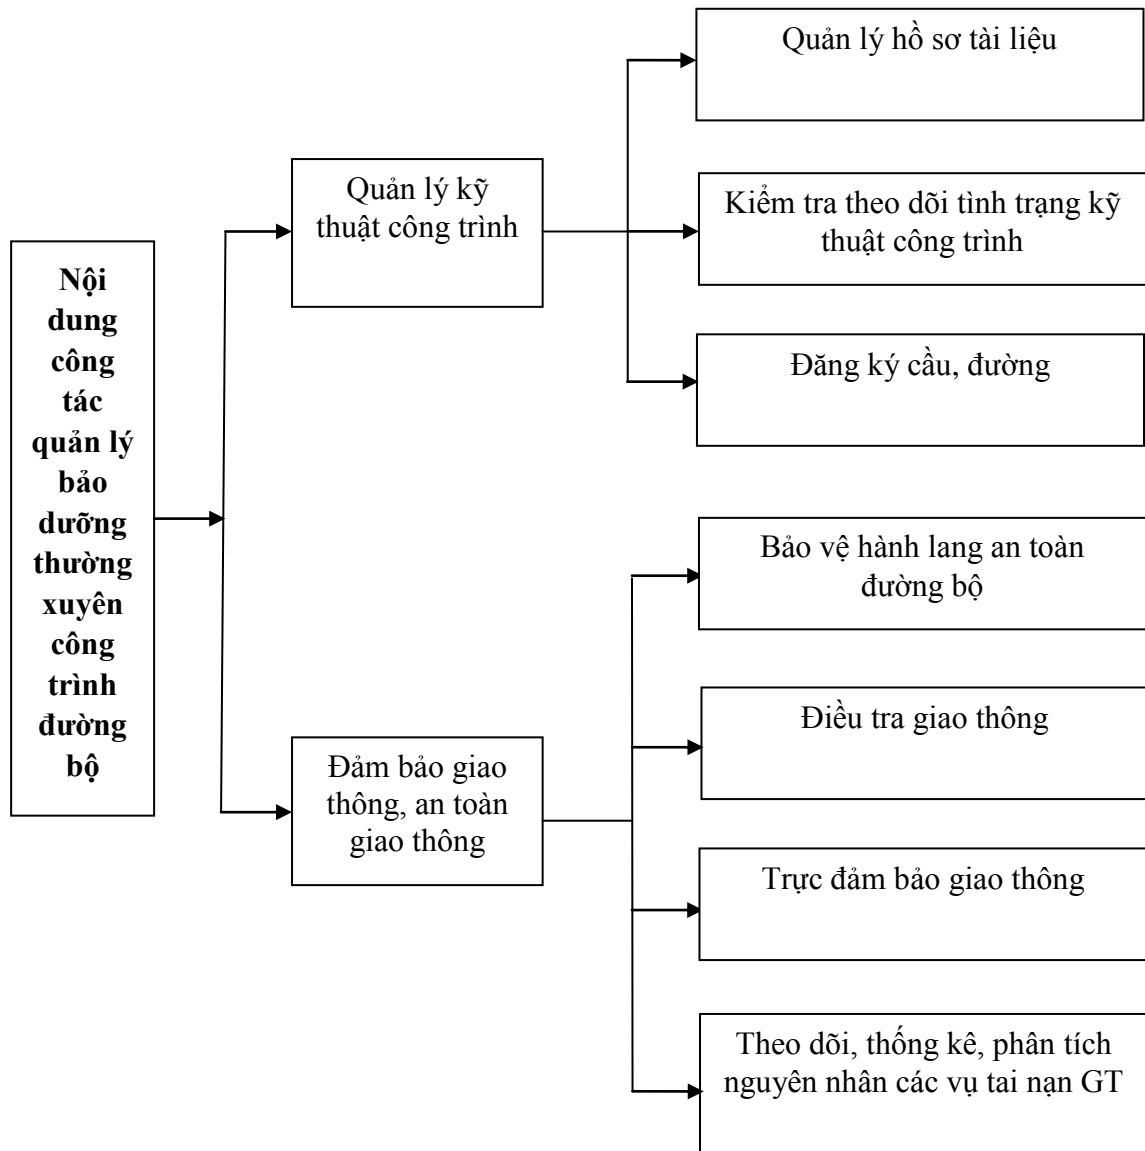 Nội
dung
công
tác
quản lý
bảo
dưỡng
thường
xuyên
công
trình
đường
bộ
Quản lý kỹ
thuật công trình
Quản lý hồ sơ tài liệu
Kiểm tra theo dõi tình trạng kỹ
thuật công trình
Đăng ký cầu, đường
Đảm bảo giao
thông, an toàn
giao thông
Bảo vệ hành lang an toàn
đường bộ
Điều tra giao thông
Trực đảm bảo giao thông
Theo dõi, thống kê, phân tích
nguyên nhân các vụ tai nạn GT